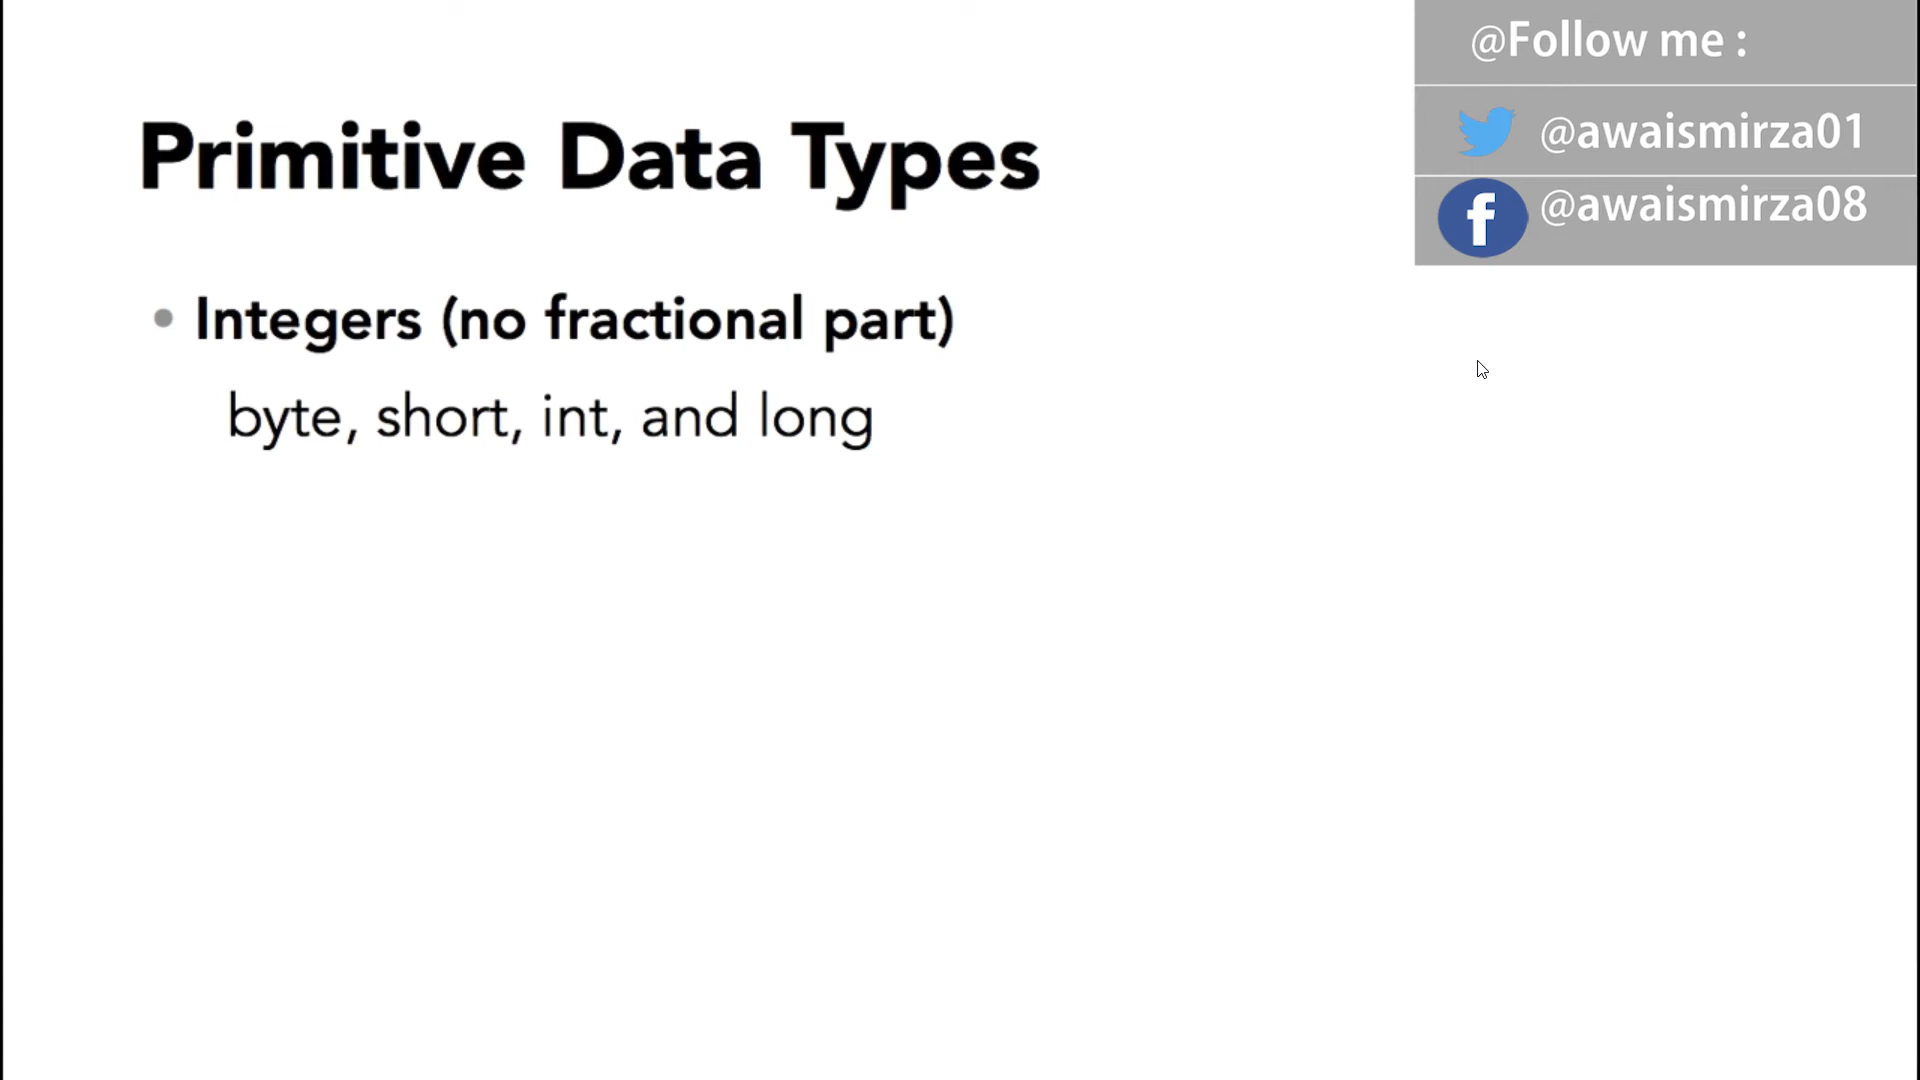 @Follow me :
@awaismirza01
@awaismirza08
Primitive Data Types
• Integers (no fractional part)
byte, short, int, and long